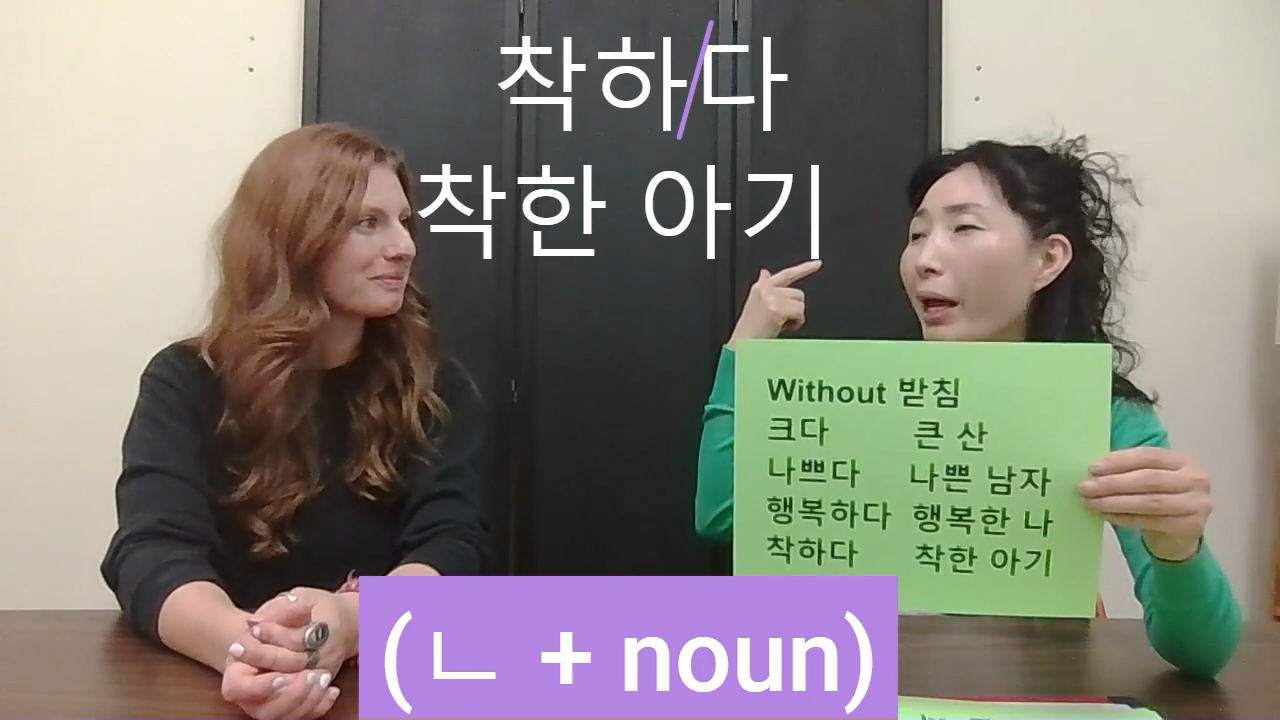 착하다
착한 아기
Without 받침
크다 큰 산
나쁘다 나쁜 남자
행복하다 행복한 나
착하다 착한 아기
(ㄴ + noun)